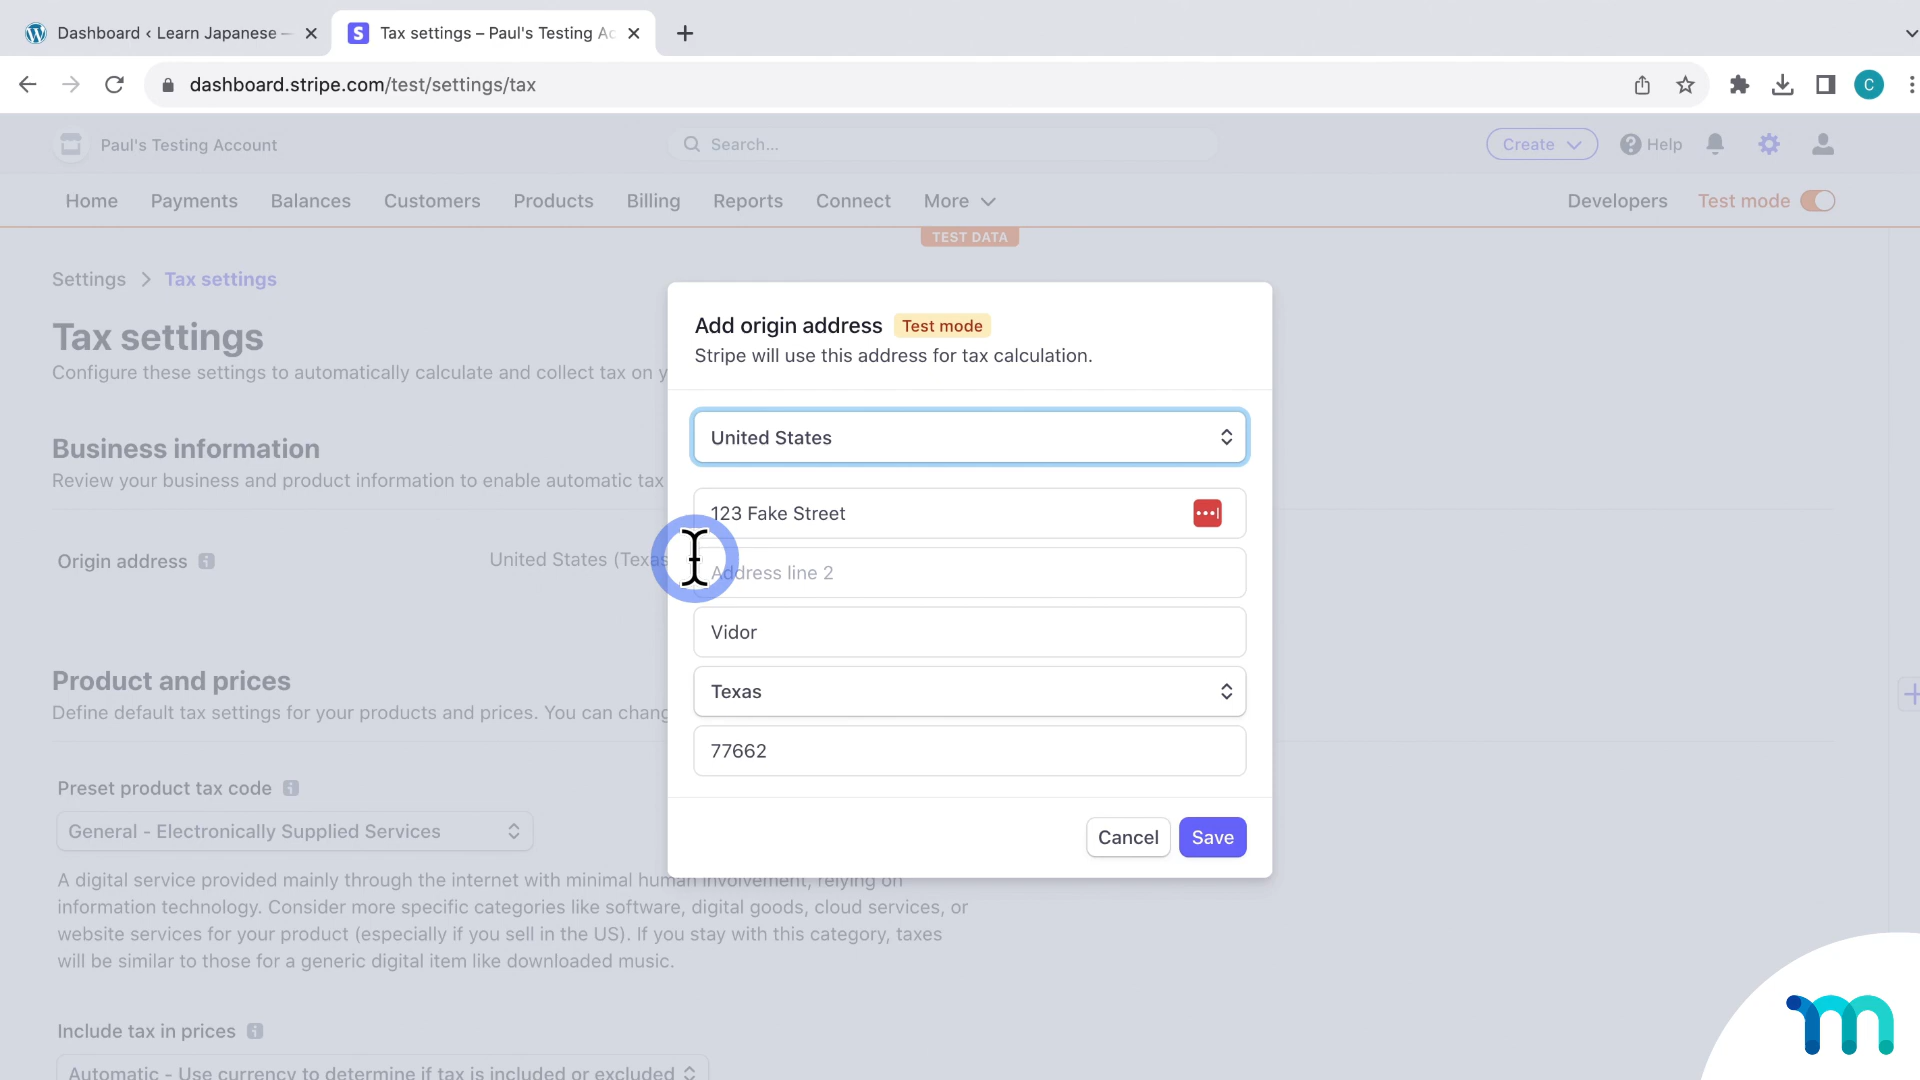 Dashboard ‹ Learn Japanese —
Tax settings – Paul's Testing Ac
dashboard.stripe.com/test/settings/tax
C
Paul's Testing Account
Search...
Create
Help
Home
Payments
Balances
Customers
Products
Billing
Reports
Connect
More
Developers
Test mode
TEST DATA
Settings > Tax settings
Tax settings
Configure these settings to automatically calculate and collect tax on y
Business information
Review your business and product information to enable automatic tax
Origin address
United States (Texas
Product and prices
Define default tax settings for your products and prices. You can chang
Preset product tax code
General - Electronically Supplied Services
A digital service provided mainly through the internet with minimal human involvement, relying on
information technology. Consider more specific categories like software, digital goods, cloud services, or
website services for your product (especially if you sell in the US). If you stay with this category, taxes
will be similar to those for a generic digital item like downloaded music.
Include tax in prices
Automatic - Use currency to determine if tax is included or excluded
Add origin address
Test mode
Stripe will use this address for tax calculation.
United States
123 Fake Street
Address line 2
Vidor
Texas
77662
Cancel
Save